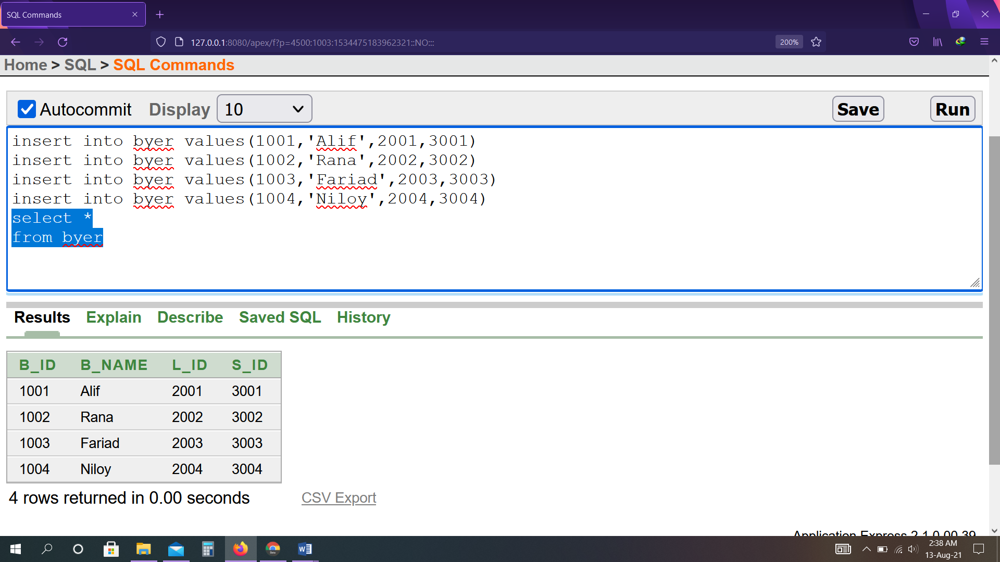 SQL Commands
127.0.0.1:8080/apex/f?p=4500:1003:1534475183962321::NO:::
200%
Home > SQL > SQL Commands
Autocommit Display 10 Save Run
insert into byer values(1001,'Alif',2001,3001)
insert into byer values(1002,'Rana',2002,3002)
insert into byer values(1003,'Fariad',2003,3003)
insert into byer values(1004,'Niloy',2004,3004)
select *
from byer
Results Explain Describe Saved SQL History
B_ID B_NAME L_ID S_ID
1001 Alif 2001 3001
1002 Rana 2002 3002
1003 Fariad 2003 3003
1004 Niloy 2004 3004
4 rows returned in 0.00 seconds CSV Export
Application Express 2.1.0.00.39
2:38 AM
13-Aug-21